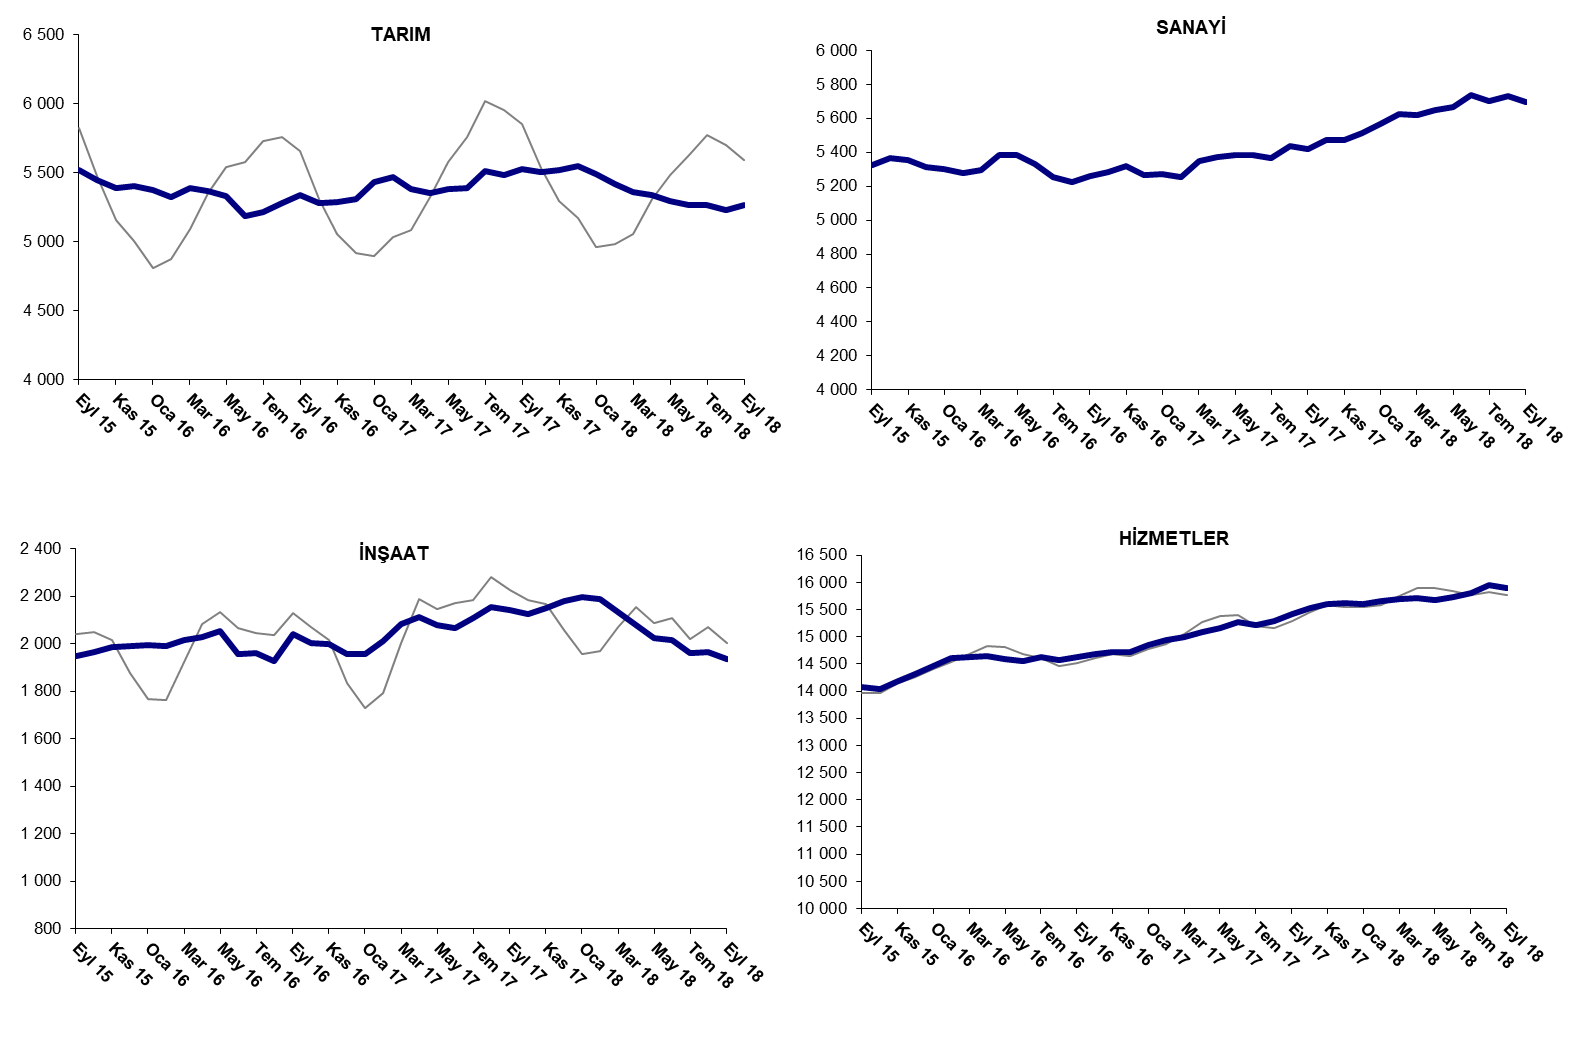 TARIM
6 500
6 000
5 500
5 000
4 500
4 000
Eyl 15
Kas 15
Oca 16
Mar 16
May 16
Tem 16
Eyl 16
Kas 16
Oca 17
Mar 17
May 17
Tem 17
Eyl 17
Kas 17
Oca 18
Mar 18
May 18
Tem 18
Eyl 18
SANAYİ
6 000
5 800
5 600
5 400
5 200
5 000
4 800
4 600
4 400
4 200
4 000
Eyl 15
Kas 15
Oca 16
Mar 16
May 16
Tem 16
Eyl 16
Kas 16
Oca 17
Mar 17
May 17
Tem 17
Eyl 17
Kas 17
Oca 18
Mar 18
May 18
Tem 18
Eyl 18
İNŞAAT
2 400
2 200
2 000
1 800
1 600
1 400
1 200
1 000
800
Eyl 15
Kas 15
Oca 16
Mar 16
May 16
Tem 16
Eyl 16
Kas 16
Oca 17
Mar 17
May 17
Tem 17
Eyl 17
Kas 17
Oca 18
Mar 18
May 18
Tem 18
Eyl 18
HİZMETLER
16 500
16 000
15 500
15 000
14 500
14 000
13 500
13 000
12 500
12 000
11 500
11 000
10 500
10 000
Eyl 15
Kas 15
Oca 16
Mar 16
May 16
Tem 16
Eyl 16
Kas 16
Oca 17
Mar 17
May 17
Tem 17
Eyl 17
Kas 17
Oca 18
Mar 18
May 18
Tem 18
Eyl 18